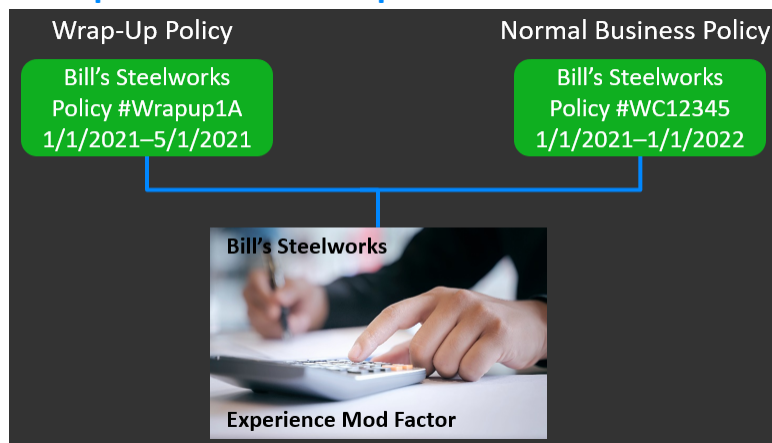 Wrap-Up Policy
Bill's Steelworks
Policy #Wrapup1A
1/1/2021–5/1/2021
Normal Business Policy
Bill's Steelworks
Policy #WC12345
1/1/2021–1/1/2022
Bill's Steelworks
Experience Mod Factor